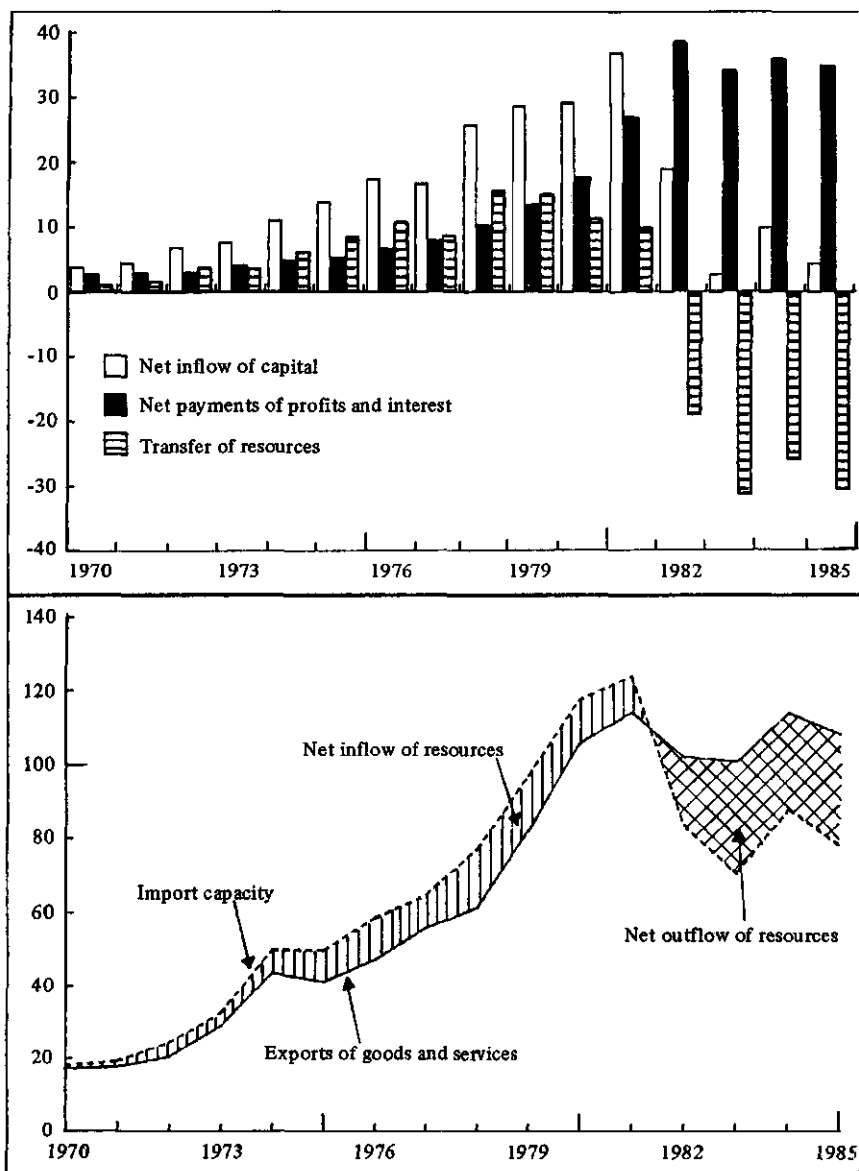 40
30
20
10
0
-10
-20
-30
-40
Net inflow of capital
Net payments of profits and interest
Transfer of resources
1970 1973 1976 1979 1982 1985
140
120
100
80
60
40
20
0
Net inflow of resources
Import capacity
Net outflow of resources
Exports of goods and services
1970 1973 1976 1979 1982 1985